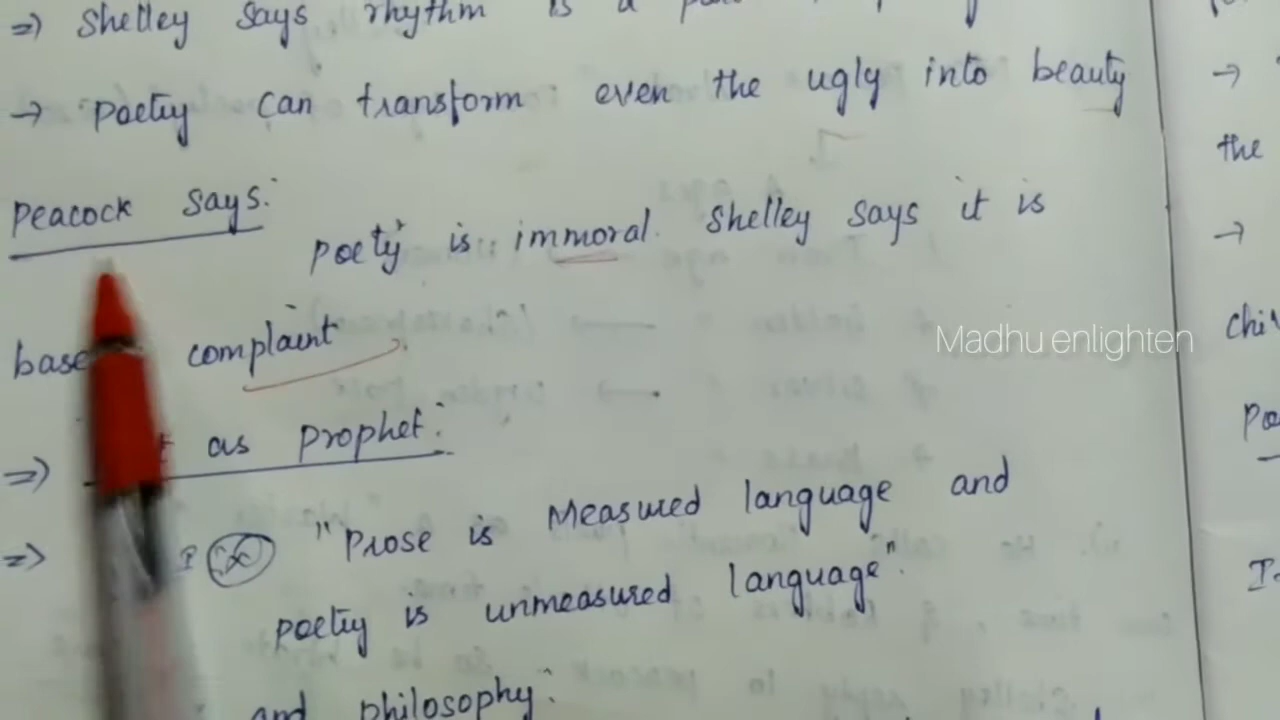 => Shelley says rhythm is a
→ Poetry can transform even the ugly into beauty
Peacock says:
Poety is immoral. Shelley says it is
base complaint
=> as prophet:
=> "Prose is Measured language and
poetry is unmeasured language".
and philosophy:
→
the
→
Madhu enlighten